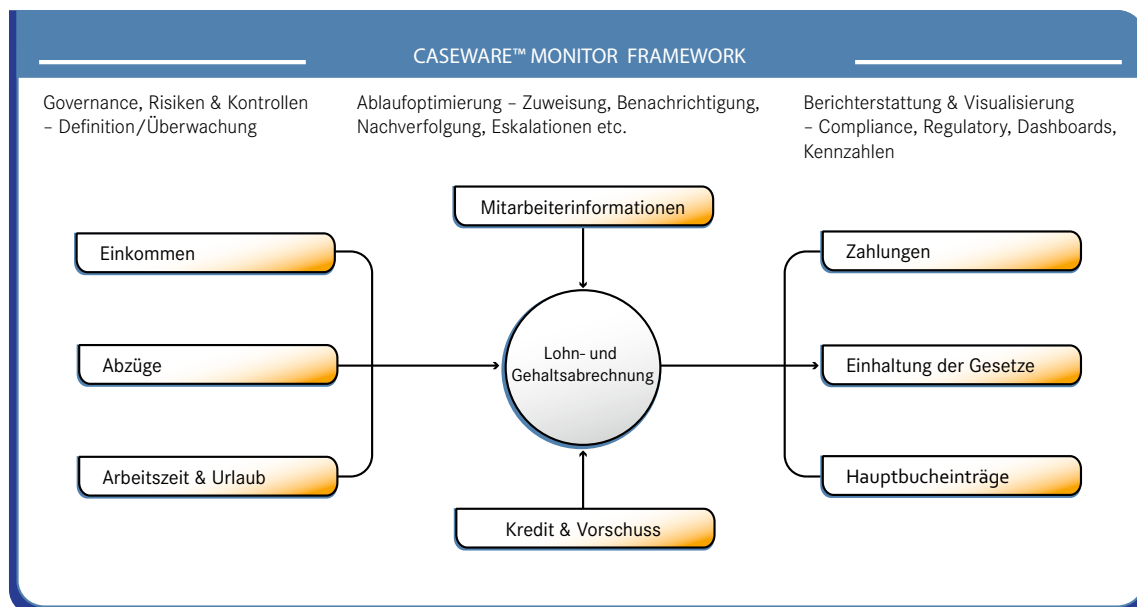 CASEWARE™ MONITOR FRAMEWORK
Governance, Risiken & Kontrollen
– Definition/Überwachung
Ablaufoptimierung – Zuweisung, Benachrichtigung,
Nachverfolgung, Eskalationen etc.
Berichterstattung & Visualisierung
– Compliance, Regulatory, Dashboards,
Kennzahlen
Mitarbeiterinformationen
Einkommen
Abzüge
Arbeitszeit & Urlaub
Lohn- und
Gehaltsabrechnung
Kredit & Vorschuss
Zahlungen
Einhaltung der Gesetze
Hauptbucheinträge